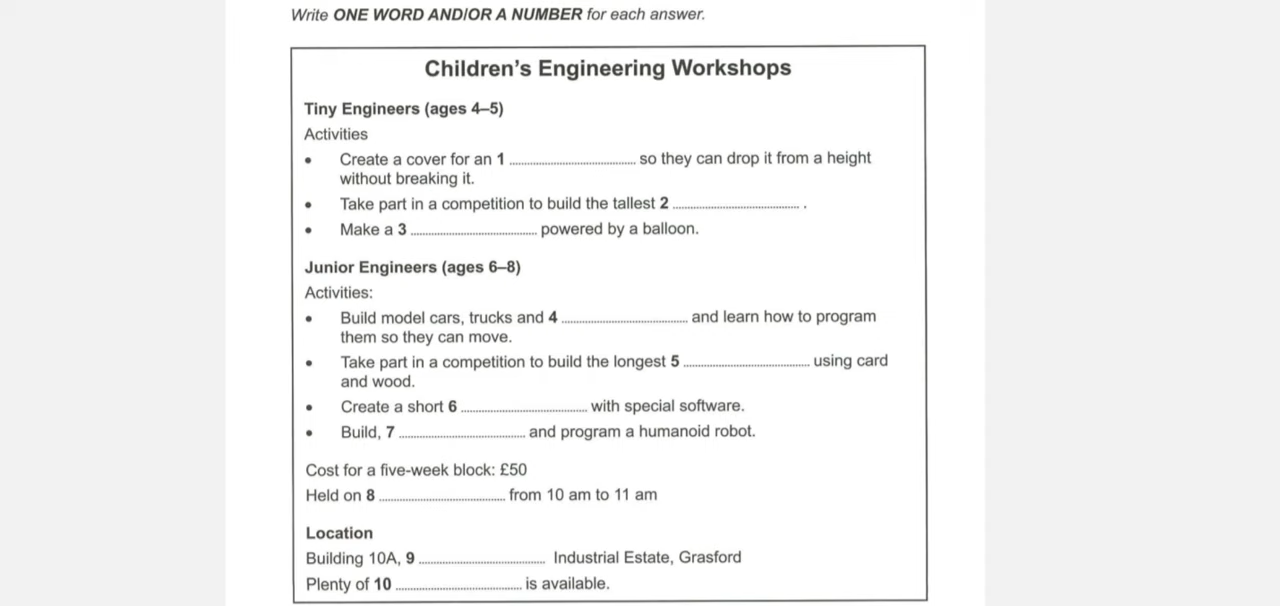 Write ONE WORD AND/OR A NUMBER for each answer.
Children's Engineering Workshops
Tiny Engineers (ages 4–5)
Activities
• Create a cover for an 1 .................................... so they can drop it from a height
without breaking it.
• Take part in a competition to build the tallest 2 .................................... .
• Make a 3 .................................... powered by a balloon.
Junior Engineers (ages 6–8)
Activities:
• Build model cars, trucks and 4 .................................... and learn how to program
them so they can move.
• Take part in a competition to build the longest 5 .................................... using card
and wood.
• Create a short 6 .................................... with special software.
• Build, 7 .................................... and program a humanoid robot.
Cost for a five-week block: £50
Held on 8 .................................... from 10 am to 11 am
Location
Building 10A, 9 .................................... Industrial Estate, Grasford
Plenty of 10 .................................... is available.